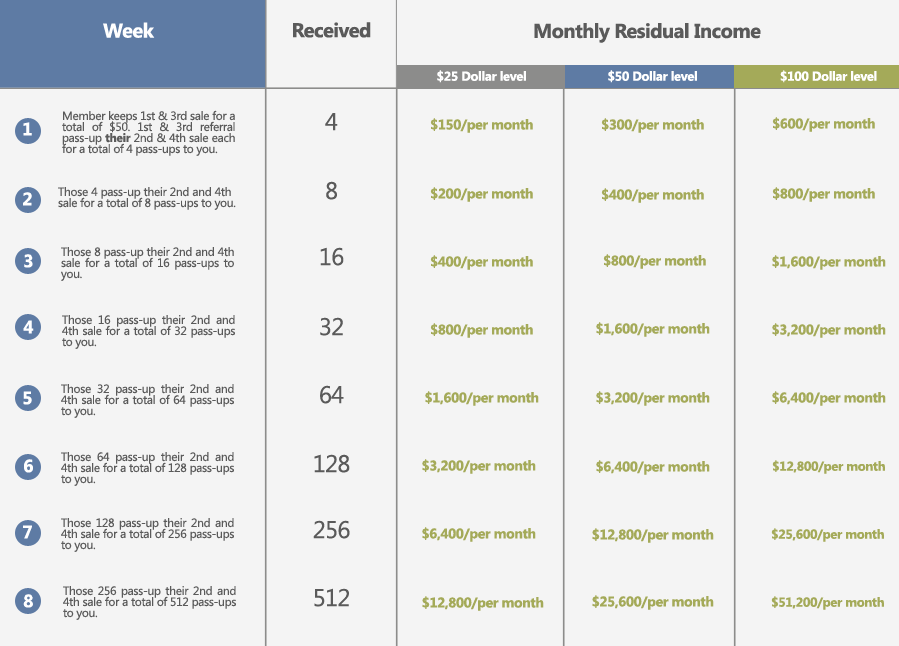 Week
Received
Monthly Residual Income
$25 Dollar level
$50 Dollar level
$100 Dollar level
1
Member keeps 1st & 3rd sale for a
total of $50. 1st & 3rd referral
pass-up their 2nd & 4th sale each
for a total of 4 pass-ups to you.
4
$150/per month
$300/per month
$600/per month
2
Those 4 pass-up their 2nd and 4th
sale for a total of 8 pass-ups to you.
8
$200/per month
$400/per month
$800/per month
3
Those 8 pass-up their 2nd and 4th
sale for a total of 16 pass-ups to
you.
16
$400/per month
$800/per month
$1,600/per month
4
Those 16 pass-up their 2nd and
4th sale for a total of 32 pass-ups
to you.
32
$800/per month
$1,600/per month
$3,200/per month
5
Those 32 pass-up their 2nd and
4th sale for a total of 64 pass-ups
to you.
64
$1,600/per month
$3,200/per month
$6,400/per month
6
Those 64 pass-up their 2nd and
4th sale for a total of 128 pass-ups
to you.
128
$3,200/per month
$6,400/per month
$12,800/per month
7
Those 128 pass-up their 2nd and
4th sale for a total of 256 pass-ups
to you.
256
$6,400/per month
$12,800/per month
$25,600/per month
8
Those 256 pass-up their 2nd and
4th sale for a total of 512 pass-ups
to you.
512
$12,800/per month
$25,600/per month
$51,200/per month